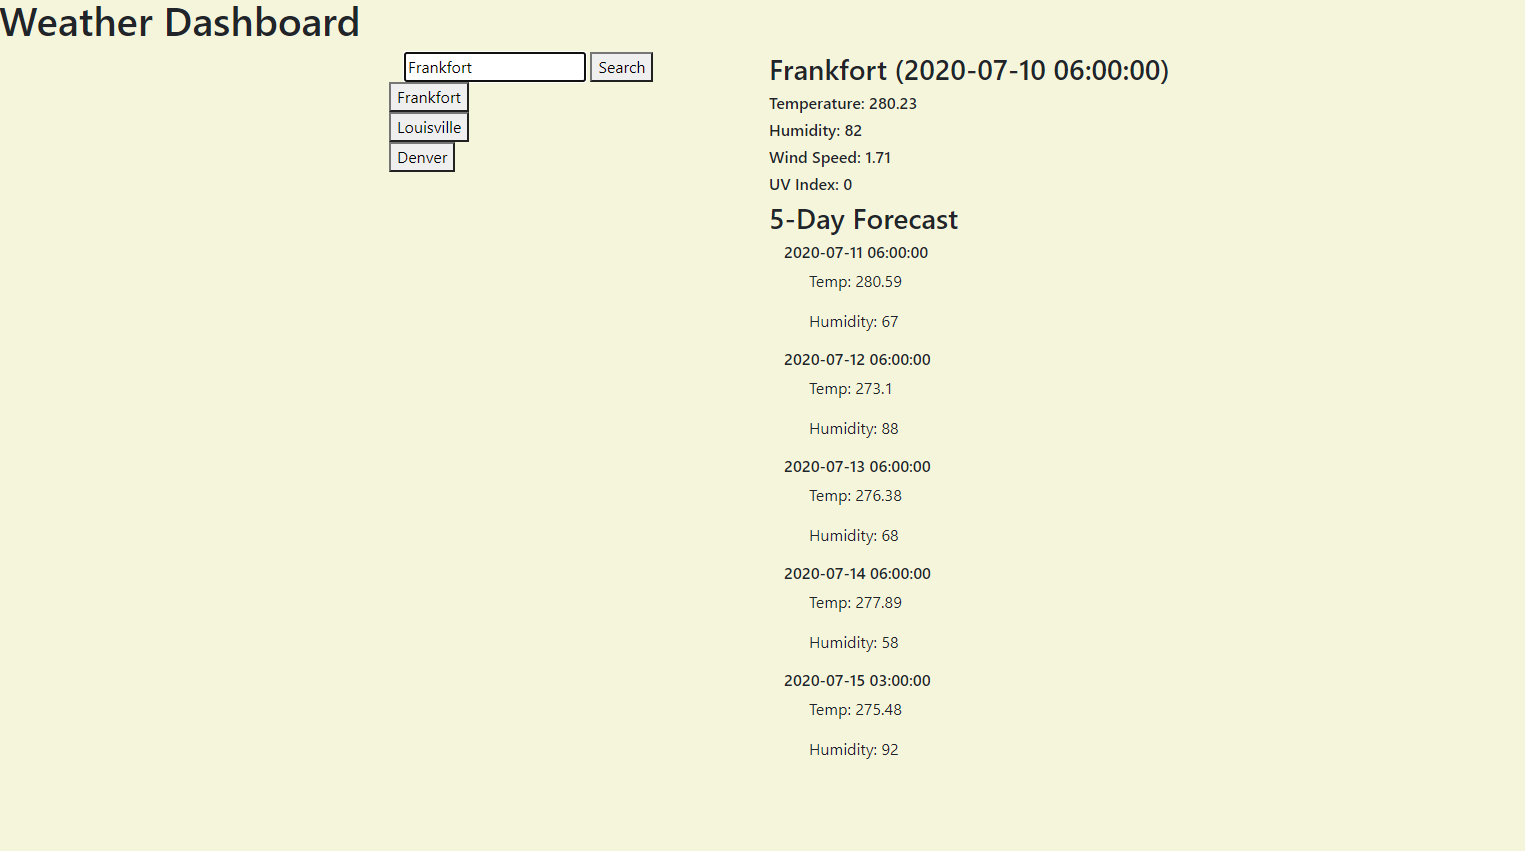 Weather Dashboard
Frankfort Search
Frankfort
Louisville
Denver
Frankfort (2020-07-10 06:00:00)
Temperature: 280.23
Humidity: 82
Wind Speed: 1.71
UV Index: 0
5-Day Forecast
2020-07-11 06:00:00
Temp: 280.59
Humidity: 67
2020-07-12 06:00:00
Temp: 273.1
Humidity: 88
2020-07-13 06:00:00
Temp: 276.38
Humidity: 68
2020-07-14 06:00:00
Temp: 277.89
Humidity: 58
2020-07-15 03:00:00
Temp: 275.48
Humidity: 92